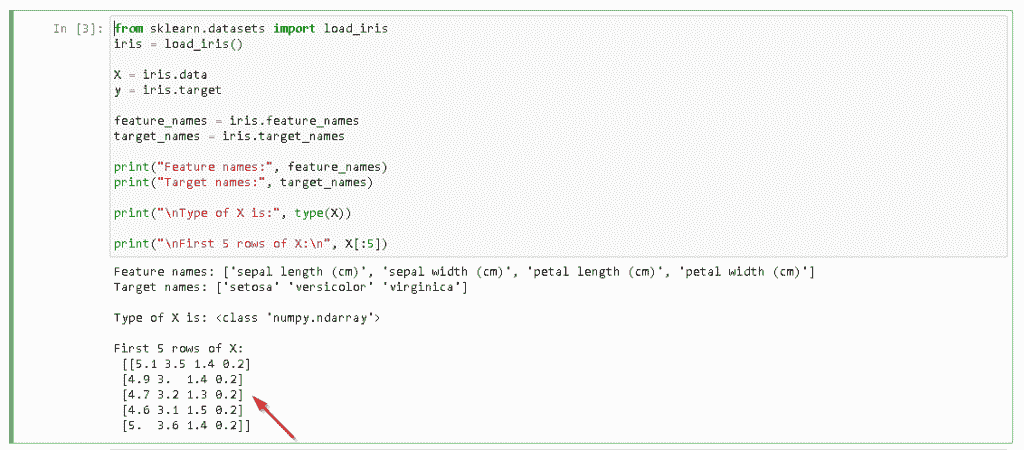 In [3]: from sklearn.datasets import load_iris
iris = load_iris()
X = iris.data
y = iris.target
feature_names = iris.feature_names
target_names = iris.target_names
print("Feature names:", feature_names)
print("Target names:", target_names)
print("\nType of X is:", type(X))
print("\nFirst 5 rows of X:\n", X[:5])
Feature names: ['sepal length (cm)', 'sepal width (cm)', 'petal length (cm)', 'petal width (cm)']
Target names: ['setosa' 'versicolor' 'virginica']
Type of X is: <class 'numpy.ndarray'>
First 5 rows of X:
[[5.1 3.5 1.4 0.2]
[4.9 3.  1.4 0.2]
[4.7 3.2 1.3 0.2]
[4.6 3.1 1.5 0.2]
[5.  3.6 1.4 0.2]]